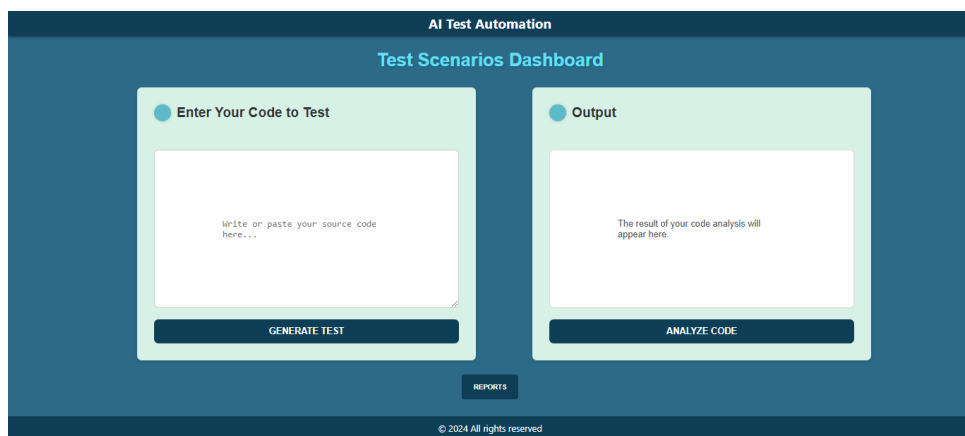 AI Test Automation
Test Scenarios Dashboard
Enter Your Code to Test
Write or paste your source code
here...
GENERATE TEST
Output
The result of your code analysis will
appear here.
ANALYZE CODE
REPORTS
© 2024 All rights reserved